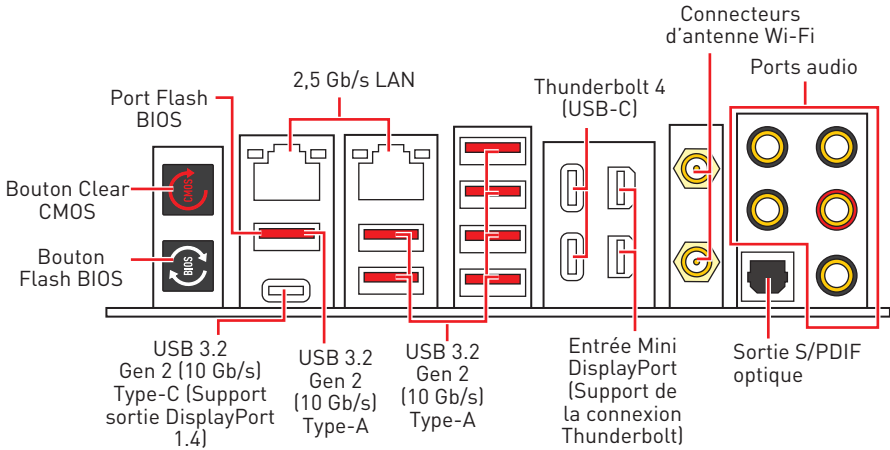 Connecteurs
d’antenne Wi-Fi
2,5 Gb/s LAN
Ports audio
Thunderbolt 4
(USB-C)
Port Flash
BIOS
Bouton Clear
CMOS
CMOS
Bouton
Flash BIOS
BIOS
USB 3.2
Gen 2 (10 Gb/s)
Type-C (Support
sortie DisplayPort
1.4)
USB 3.2
Gen 2
(10 Gb/s)
Type-A
USB 3.2
Gen 2
(10 Gb/s)
Type-A
Entrée Mini
DisplayPort
(Support de
la connexion
Thunderbolt)
Sortie S/PDIF
optique